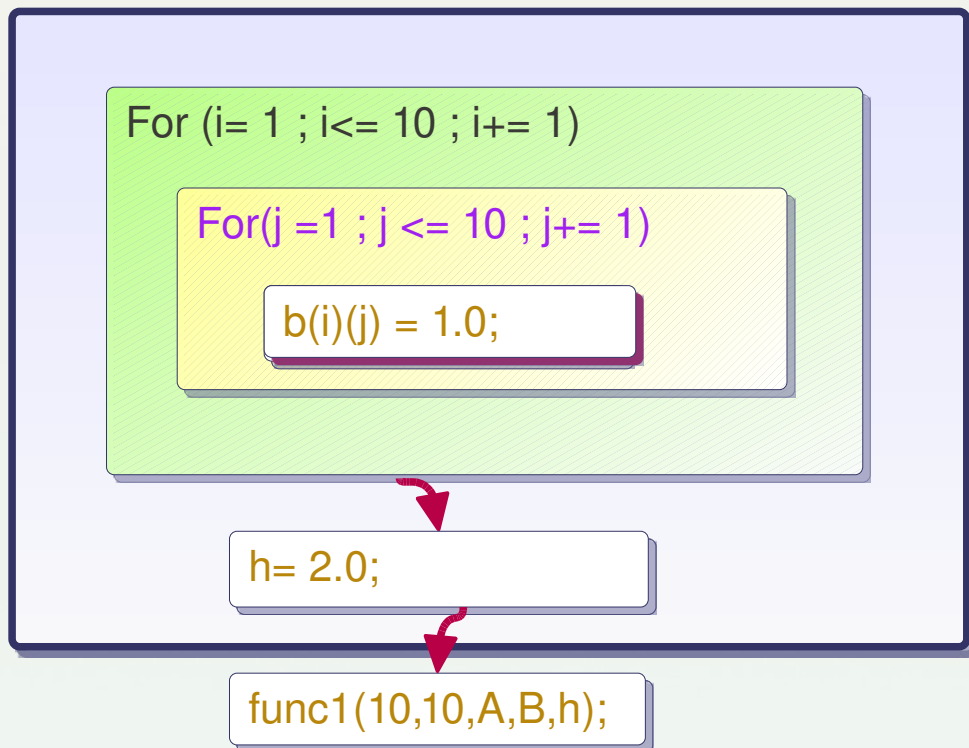 For (i= 1 ; i<= 10 ; i+= 1)
For(j =1 ; j <= 10 ; j+= 1)
b(i)(j) = 1.0;
h= 2.0;
func1(10,10,A,B,h);